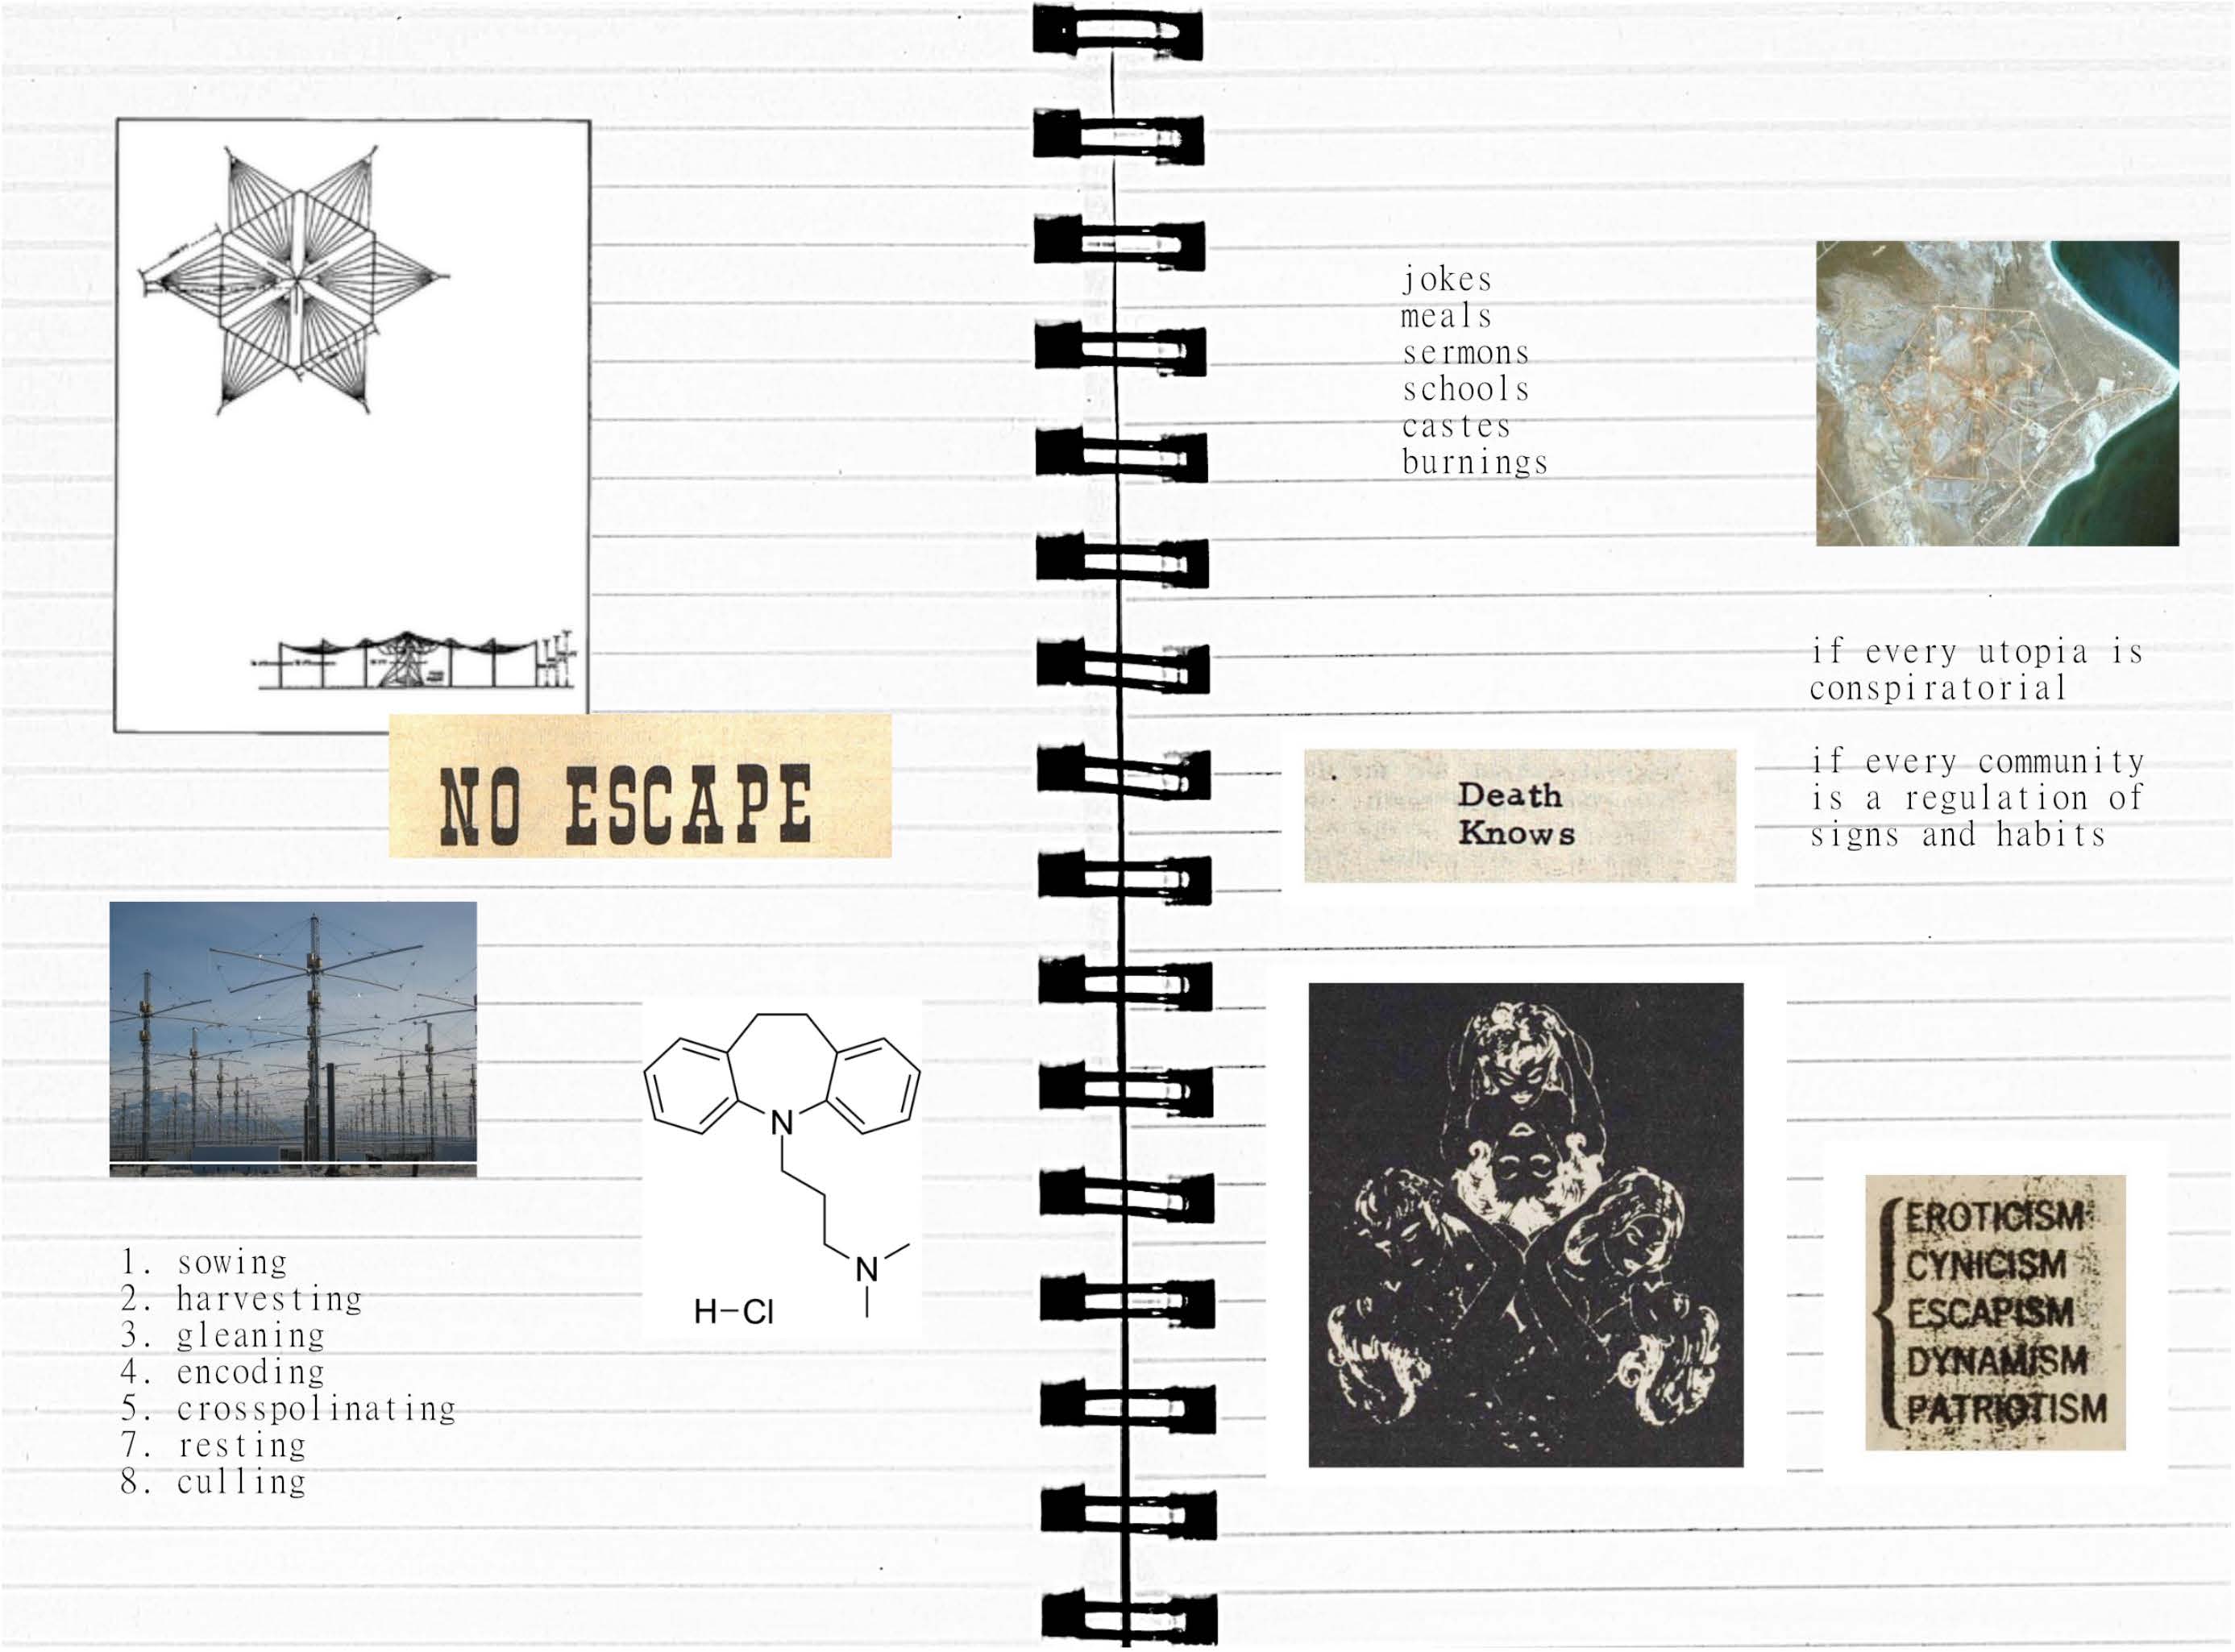 NO ESCAPE
N
N
H–Cl
1. sowing
2. harvesting
3. gleaning
4. encoding
5. crosspolinating
7. resting
8. culling
jokes
meals
sermons
schools
castes
burnings
if every utopia is
conspiratorial
if every community
is a regulation of
signs and habits
Death
Knows
EROTICISM
CYNICISM
ESCAPISM
DYNAMISM
PATRIOTISM